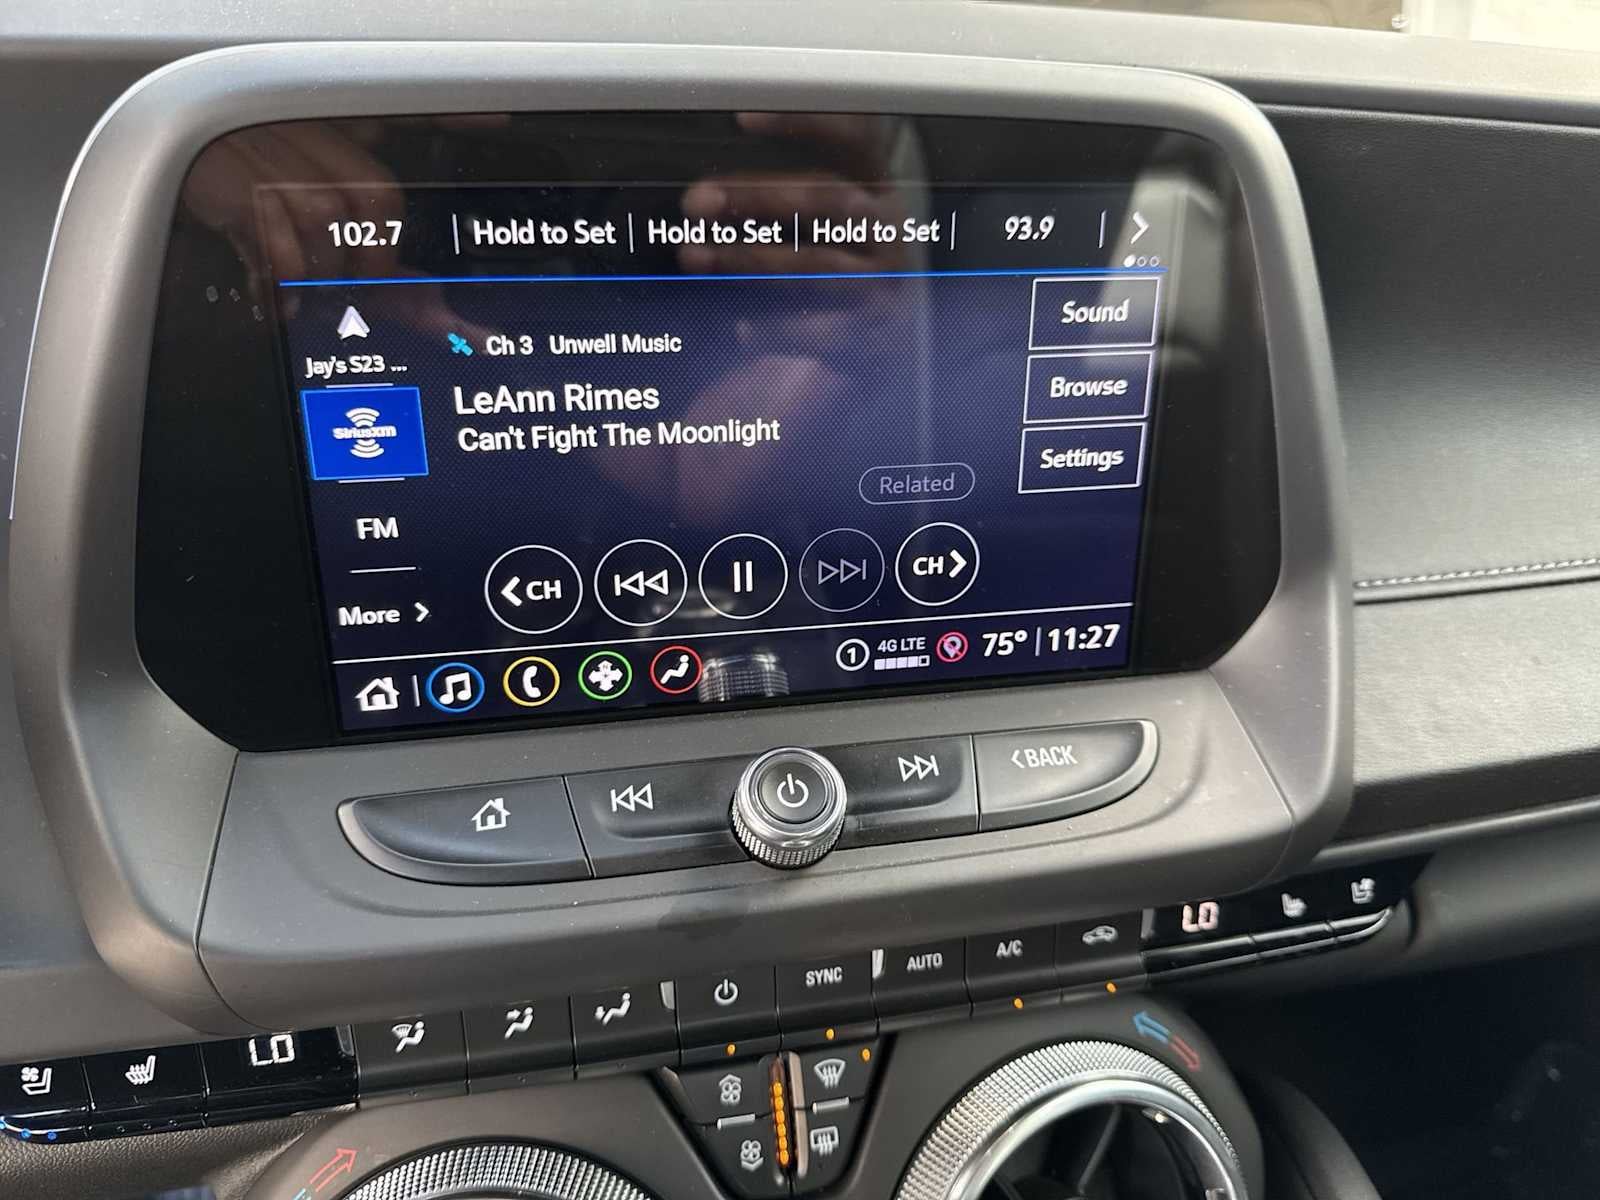 102.7 | Hold to Set | Hold to Set | Hold to Set | 93.9 |
Sound
Jay's S23 ...
Ch 3 Unwell Music
Browse
LeAnn Rimes
SiriusXM
Can't Fight The Moonlight
Settings
Related
FM
<CH
CH>
More >
1 4G LTE 75° | 11:27
<BACK
LO
A/C
AUTO
SYNC
LO